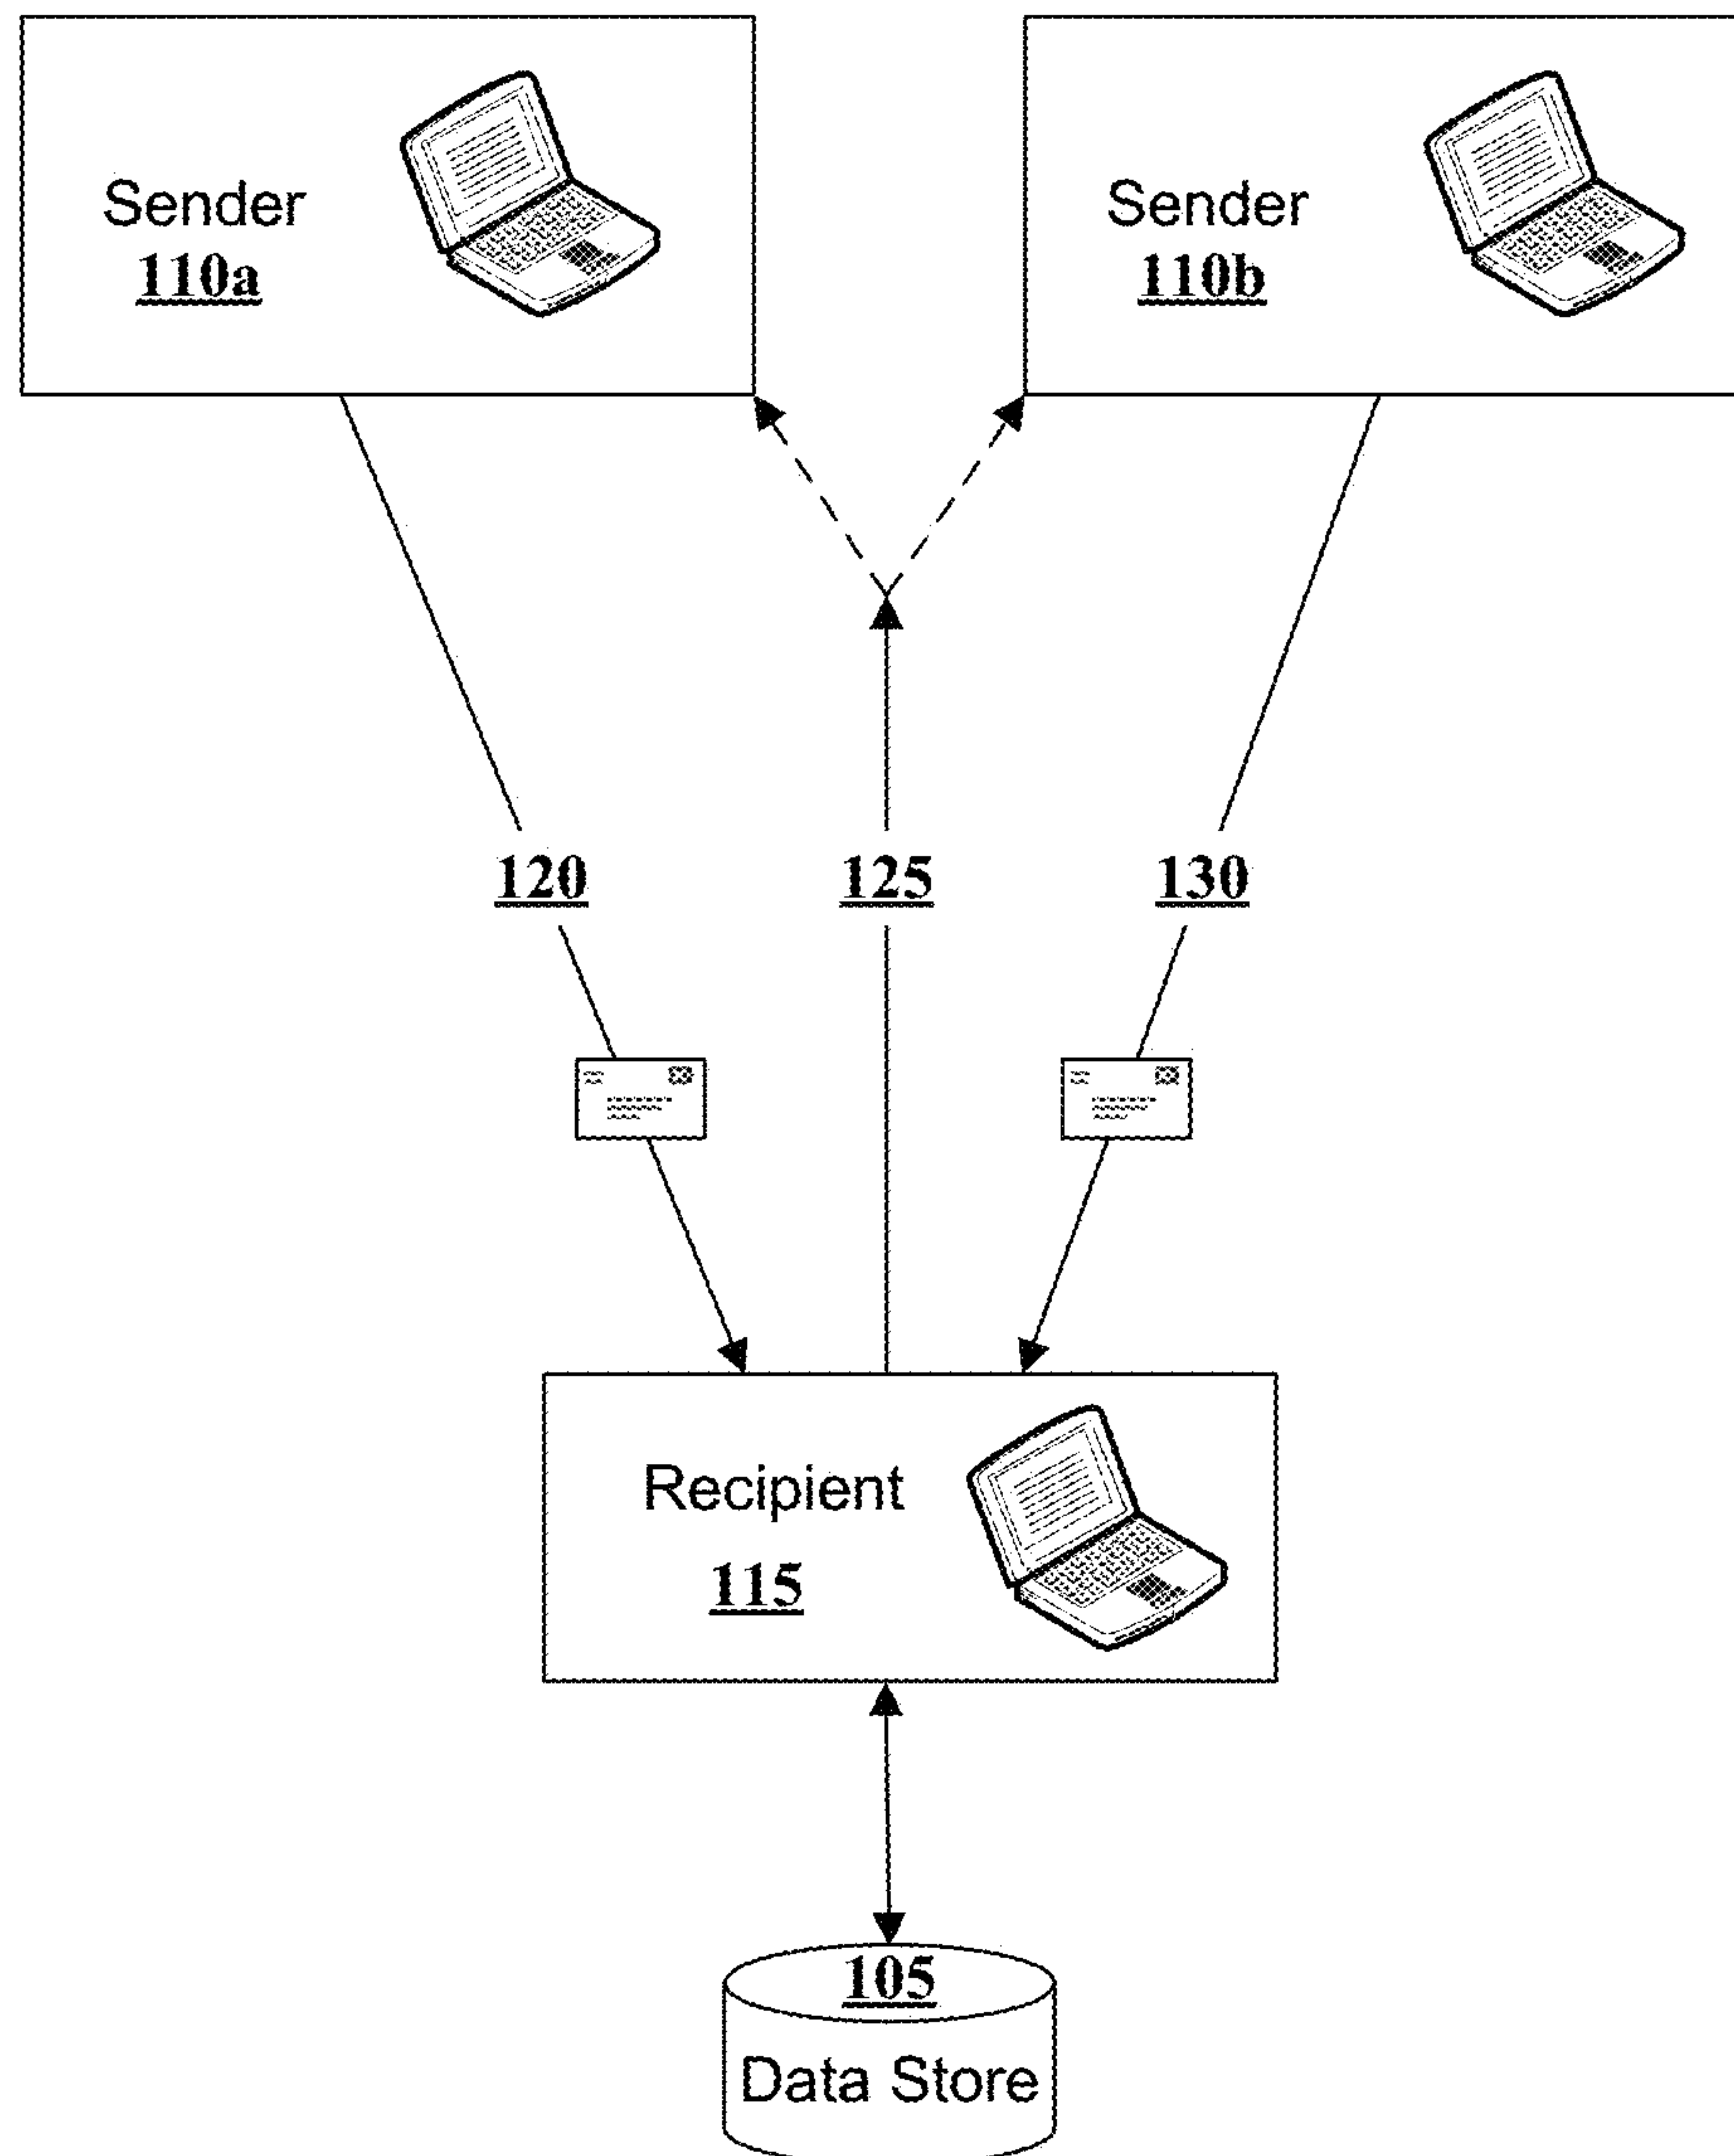 Sender
110a
Sender
110b
120
125
130
Recipient
115
105
Data Store